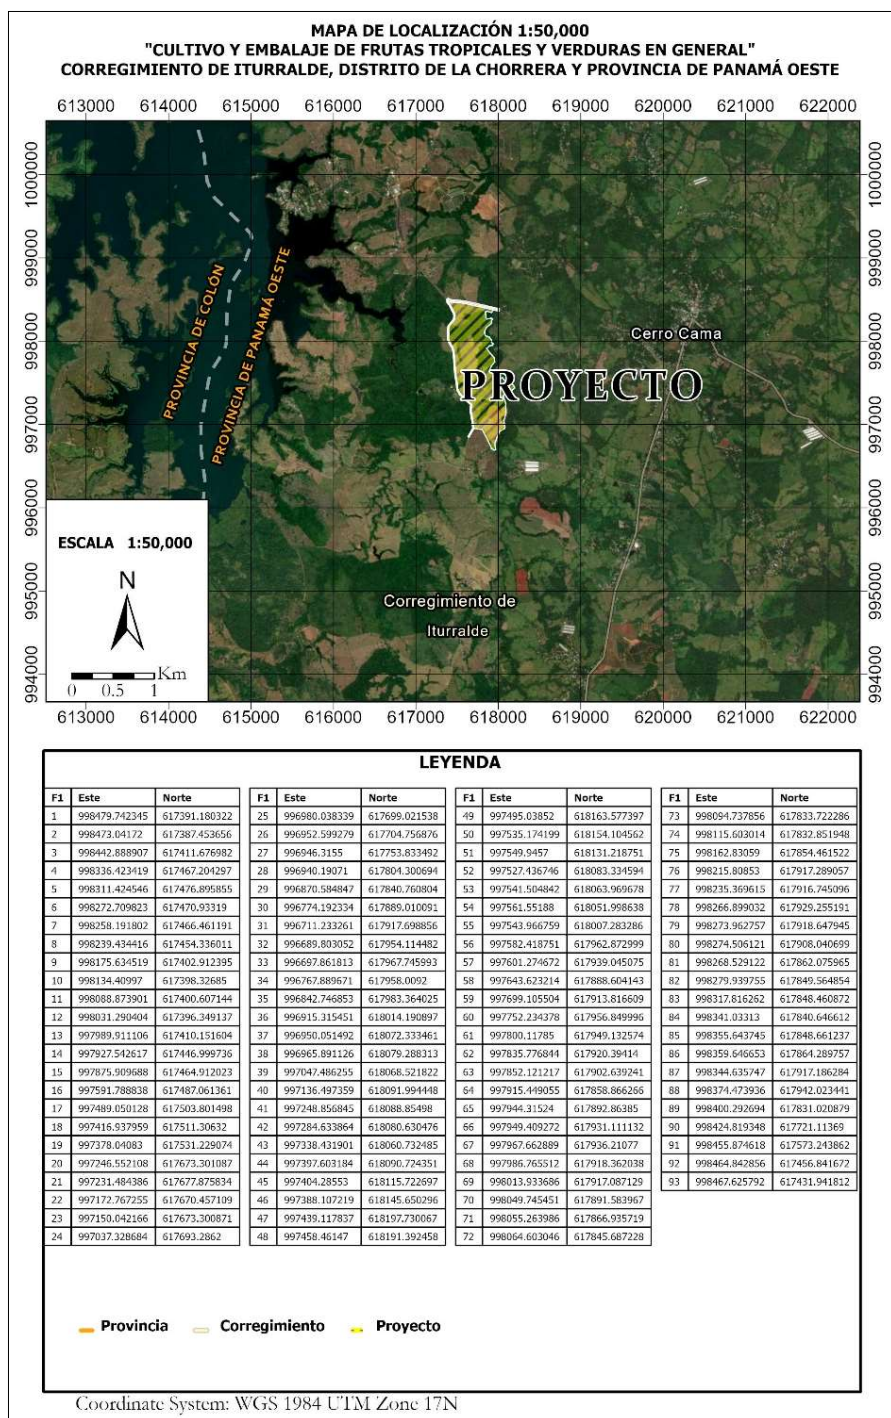 MAPA DE LOCALIZACIÓN 1:50,000
"CULTIVO Y EMBALAJE DE FRUTAS TROPICALES Y VERDURAS EN GENERAL"
CORREGIMIENTO DE ITURRALDE, DISTRITO DE LA CHORRERA Y PROVINCIA DE PANAMÁ OESTE
613000 614000 615000 616000 617000 618000 619000 620000 621000 622000
1000000 1000000
999000 999000
998000 998000
997000 997000
996000 996000
995000 995000
994000 994000
PROVINCIA DE COLÓN
PROVINCIA DE PANAMÁ OESTE
Cerro Cama
PROYECTO
Corregimiento de
Iturralde
ESCALA 1:50,000
N
Km
0 0.5 1
613000 614000 615000 616000 617000 618000 619000 620000 621000 622000
LEYENDA
F1 Este Norte
1 998479.742345 617391.180322
2 998473.04172 617387.453656
3 998442.888907 617411.676982
4 998336.423419 617467.204297
5 998311.424546 617476.895855
6 998272.709823 617470.93319
7 998258.191802 617466.461191
8 998239.434416 617454.336011
9 998175.634519 617402.912395
10 998134.40997 617398.32685
11 998088.873901 617400.607144
12 998031.290404 617396.349137
13 997989.911106 617410.151604
14 997927.542617 617446.999736
15 997875.909688 617464.912023
16 997591.788838 617487.061361
17 997489.050128 617503.801498
18 997416.937959 617511.30632
19 997378.04083 617531.229074
20 997246.552108 617673.301087
21 997231.484386 617677.875834
22 997172.767255 617670.457109
23 997150.042166 617673.300871
24 997037.328684 617693.2862
F1 Este Norte
25 996980.038339 617699.021538
26 996952.599279 617704.756876
27 996946.3155 617753.833492
28 996940.19071 617804.300694
29 996870.584847 617840.760804
30 996774.192334 617889.010091
31 996711.233261 617917.698856
32 996689.803052 617954.114482
33 996697.861813 617967.745993
34 996767.889671 617958.0092
35 996842.746853 617983.364025
36 996915.315451 618014.190897
37 996950.051492 618072.333461
38 996965.891126 618079.288313
39 997047.486255 618068.521822
40 997136.497359 618091.994448
41 997248.856845 618088.85498
42 997284.633864 618080.630476
43 997338.431901 618060.732485
44 997397.603184 618090.724351
45 997404.28553 618115.722697
46 997388.107219 618145.650296
47 997439.117837 618197.730067
48 997458.46147 618191.392458
F1 Este Norte
49 997495.03852 618163.577397
50 997535.174199 618154.104562
51 997549.9457 618131.218751
52 997527.436746 618083.334594
53 997541.504842 618063.969678
54 997561.55188 618051.998638
55 997543.966759 618007.283286
56 997582.418751 617962.872999
57 997601.274672 617939.045075
58 997643.623214 617888.604143
59 997699.105504 617913.816609
60 997752.234378 617956.849996
61 997800.11785 617949.132574
62 997835.776844 617920.39414
63 997852.121217 617902.639241
64 997915.449055 617858.866266
65 997944.31524 617892.86385
66 997949.409272 617931.111132
67 997967.662889 617936.21077
68 997986.765512 617918.362038
69 998013.933686 617917.087129
70 998049.745451 617891.583967
71 998055.263986 617866.935719
72 998064.603046 617845.687228
F1 Este Norte
73 998094.737856 617833.722286
74 998115.603014 617832.851948
75 998162.83059 617854.461522
76 998215.80853 617917.289057
77 998235.369615 617916.745096
78 998266.899032 617929.255191
79 998273.962757 617918.647945
80 998274.506121 617908.040699
81 998268.529122 617862.075965
82 998279.939755 617849.564854
83 998317.816262 617848.460872
84 998341.03313 617840.646612
85 998355.643745 617848.661237
86 998359.646653 617864.289757
87 998344.635747 617917.186284
88 998374.473936 617942.023441
89 998400.292694 617831.020879
90 998424.819348 617721.11369
91 998455.874618 617573.243862
92 998464.842856 617456.841672
93 998467.625792 617431.941812
Provincia Corregimiento Proyecto
Coordinate System: WGS 1984 UTM Zone 17N